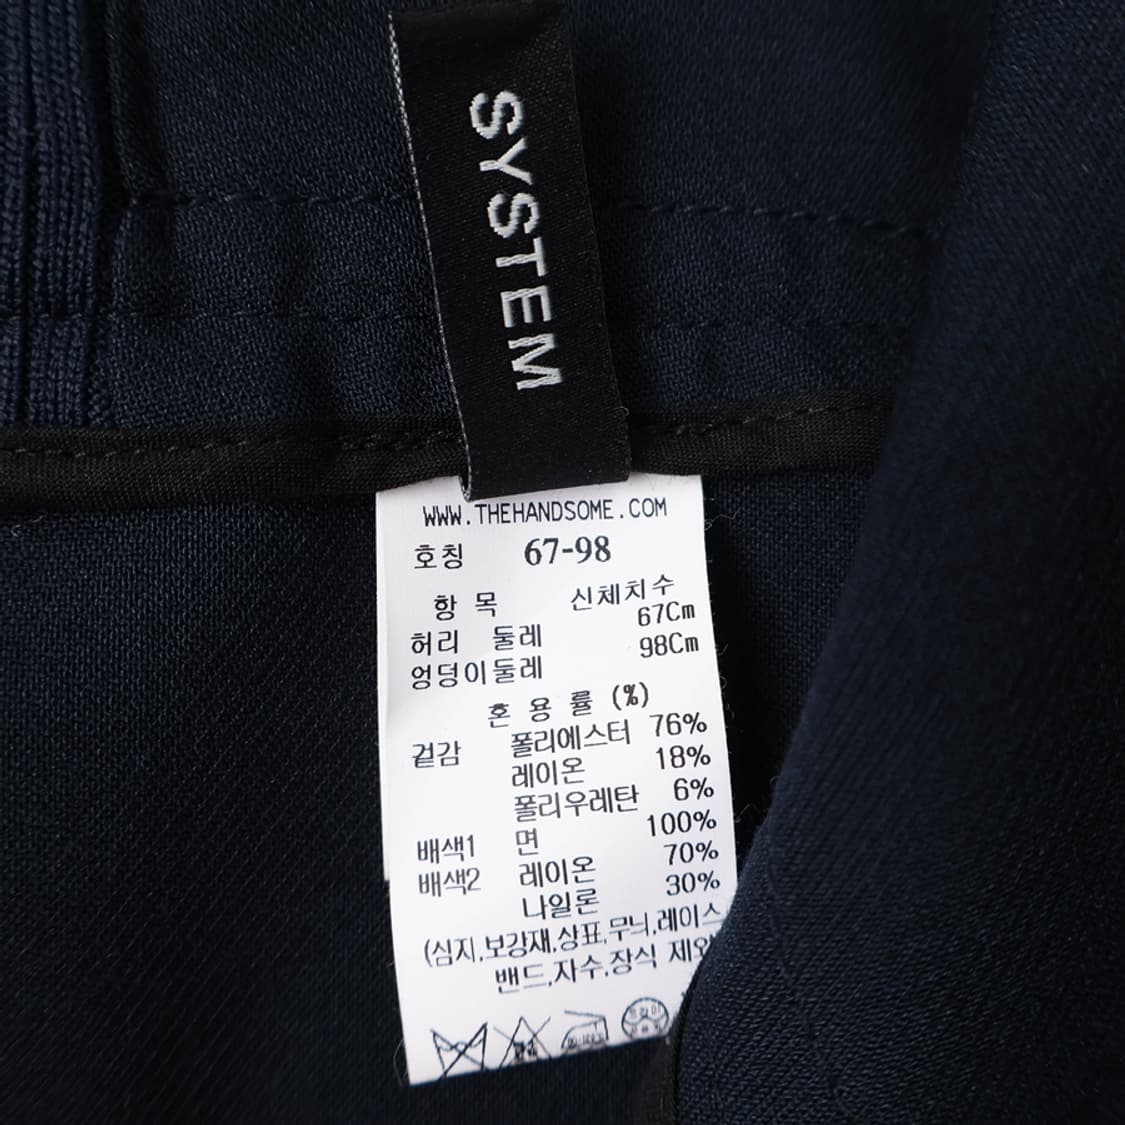 SYSTEM
WWW.THEHANDSOME.COM
호칭 67-98
항 목 신체치수
허리 둘레 67Cm
엉덩이둘레 98Cm
혼 용 률 (%)
겉감 폴리에스터 76%
레이온 18%
폴리우레탄 6%
배색1 면 100%
배색2 레이온 70%
나일론 30%
(심지,보강재,상표,무늬,레이스
밴드,자수,장식 제외